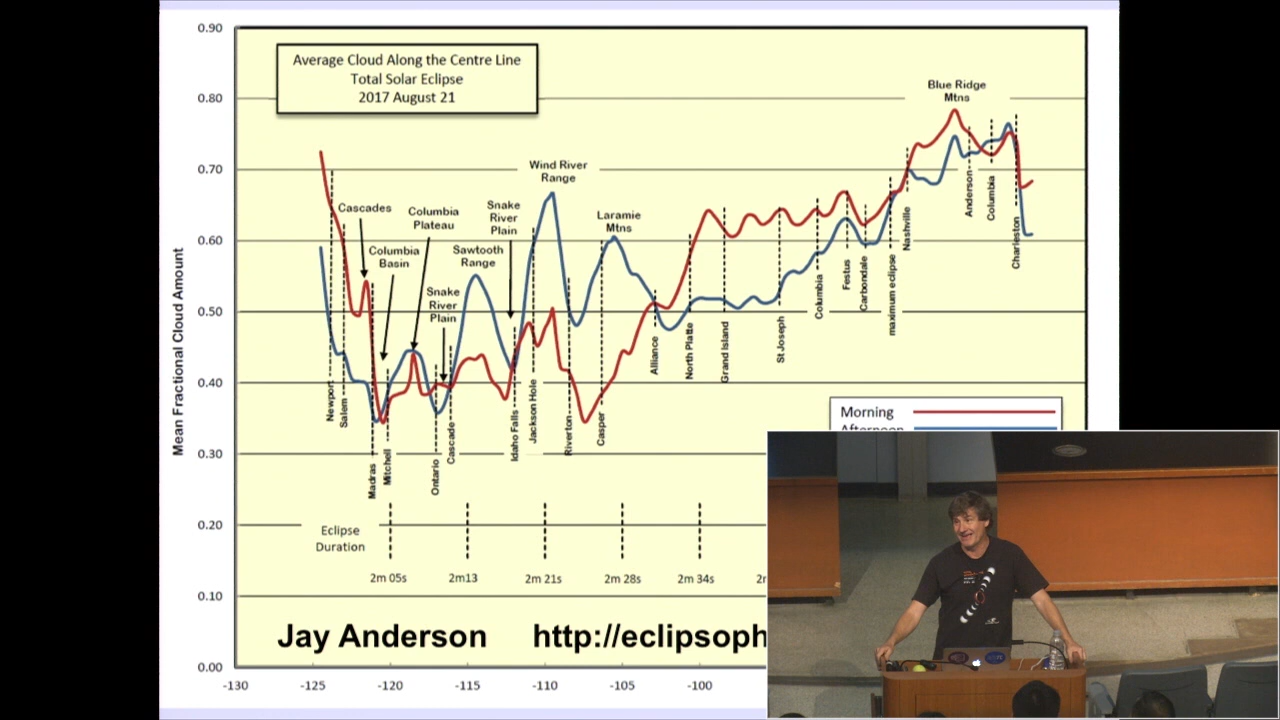 0.90
0.80
0.70
0.60
0.50
0.40
0.30
0.20
0.10
0.00
Mean Fractional Cloud Amount
Average Cloud Along the Centre Line
Total Solar Eclipse
2017 August 21
Cascades
Columbia
Basin
Columbia
Plateau
Snake
River
Plain
Sawtooth
Range
Snake
River
Plain
Wind River
Range
Laramie
Mtns
Blue Ridge
Mtns
Newport
Salem
Madras
Mitchell
Ontario
Cascade
Idaho Falls
Jackson Hole
Riverton
Casper
Alliance
North Platte
Grand Island
St Joseph
Columbia
Festus
Carbondale
maximum eclipse
Nashville
Anderson
Columbia
Charleston
Morning
Eclipse
Duration
2m 05s
2m13
2m 21s
2m 28s
2m 34s
Jay Anderson http://eclipsoph
-130
-125
-120
-115
-110
-105
-100